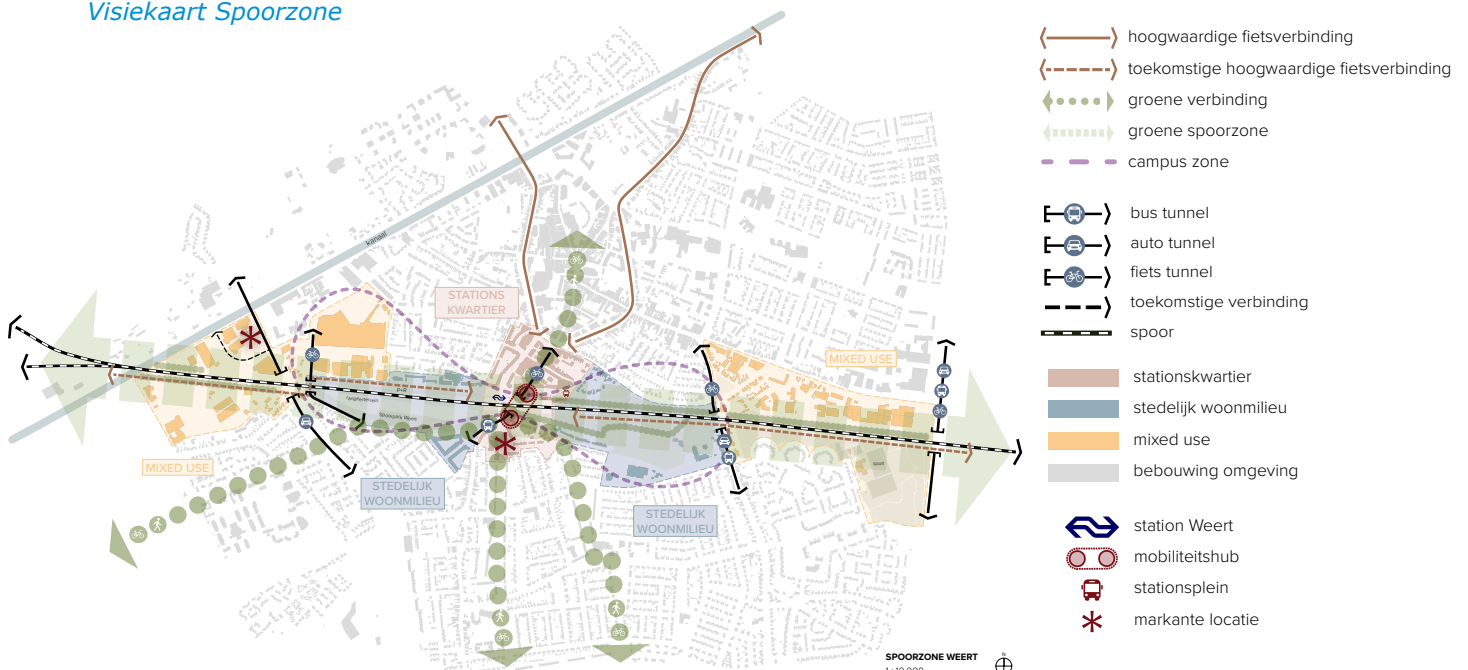 Visiekaart Spoorzone
hoogwaardige fietsverbinding
toekomstige hoogwaardige fietsverbinding
groene verbinding
groene spoorzone
campus zone
bus tunnel
auto tunnel
fiets tunnel
toekomstige verbinding
spoor
stationskwartier
stedelijk woonmilieu
mixed use
bebouwing omgeving
station Weert
mobiliteitshub
stationsplein
markante locatie
kanaal
STATIONS
KWARTIER
MIXED USE
MIXED USE
STEDELIJK
WOONMILIEU
STEDELIJK
WOONMILIEU
P+R
sport
SPOORZONE WEERT
N